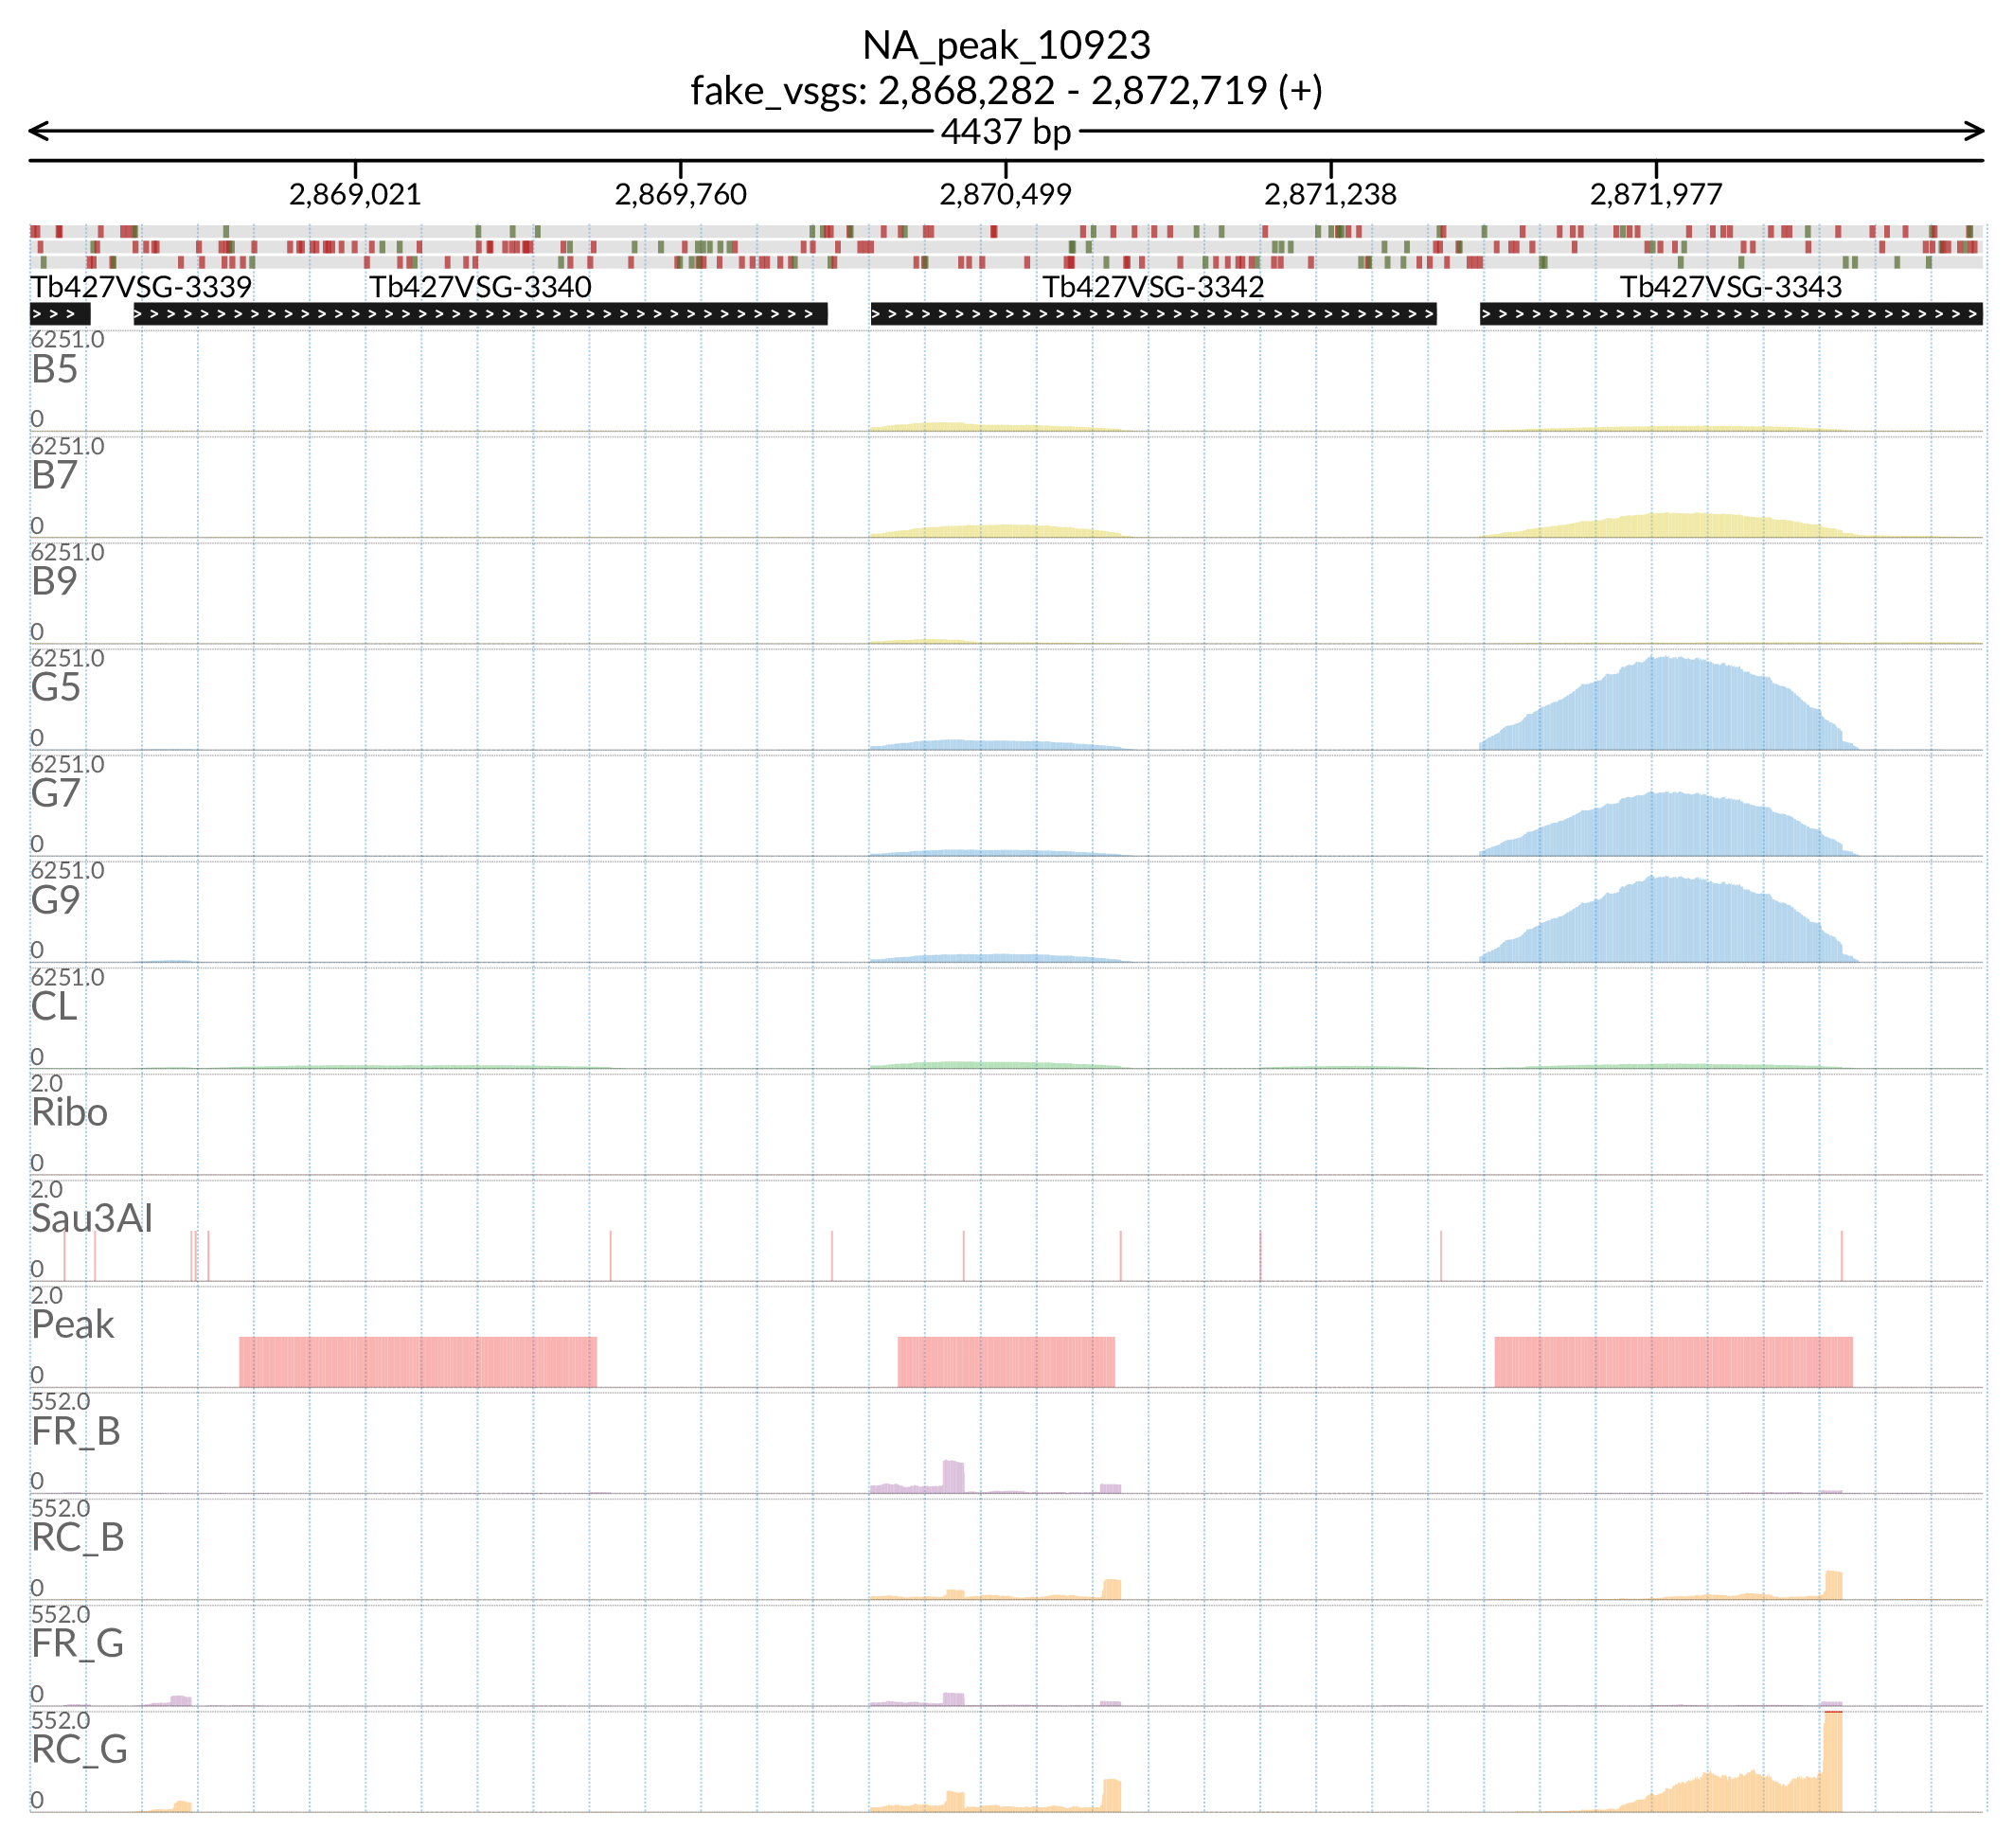 NA_peak_10923
fake_vsgs: 2,868,282 - 2,872,719 (+)
4437 bp
2,869,021 2,869,760 2,870,499 2,871,238 2,871,977
Tb427VSG-3339 Tb427VSG-3340 Tb427VSG-3342 Tb427VSG-3343
6251.0
B5
0
6251.0
B7
0
6251.0
B9
0
6251.0
G5
0
6251.0
G7
0
6251.0
G9
0
6251.0
CL
0
2.0
Ribo
0
2.0
Sau3AI
0
2.0
Peak
0
552.0
FR_B
0
552.0
RC_B
0
552.0
FR_G
0
552.0
RC_G
0